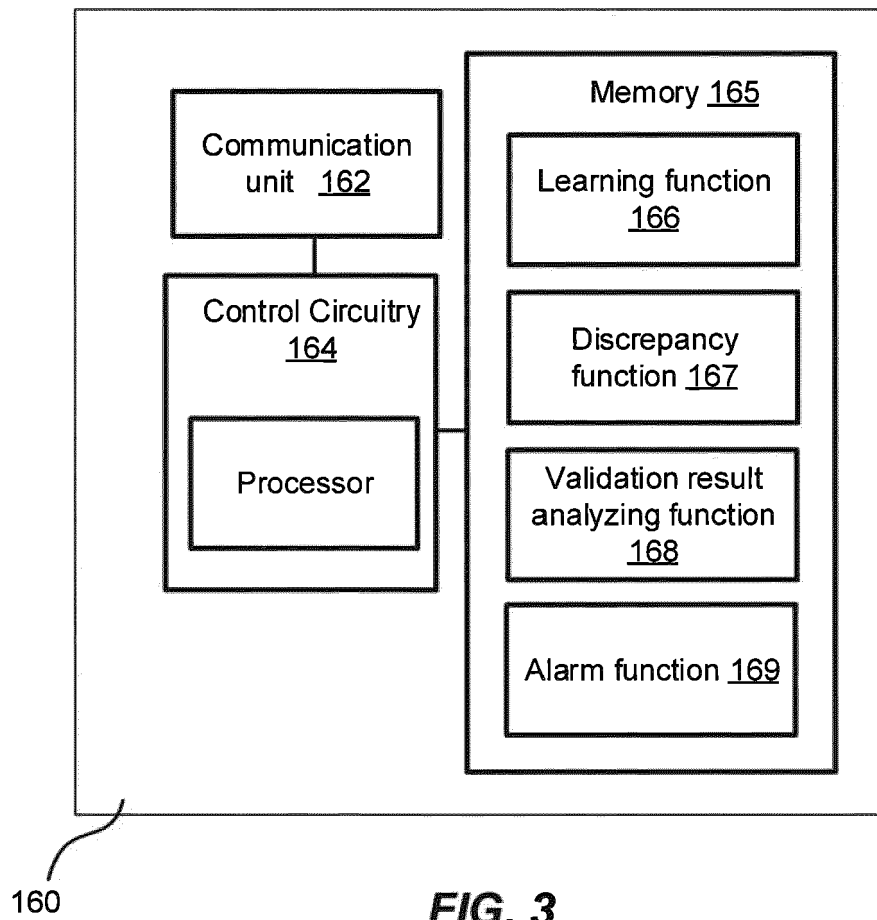 Communication
unit 162
Control Circuitry
164
Processor
Memory 165
Learning function
166
Discrepancy
function 167
Validation result
analyzing function
168
Alarm function 169
160
FIG. 3